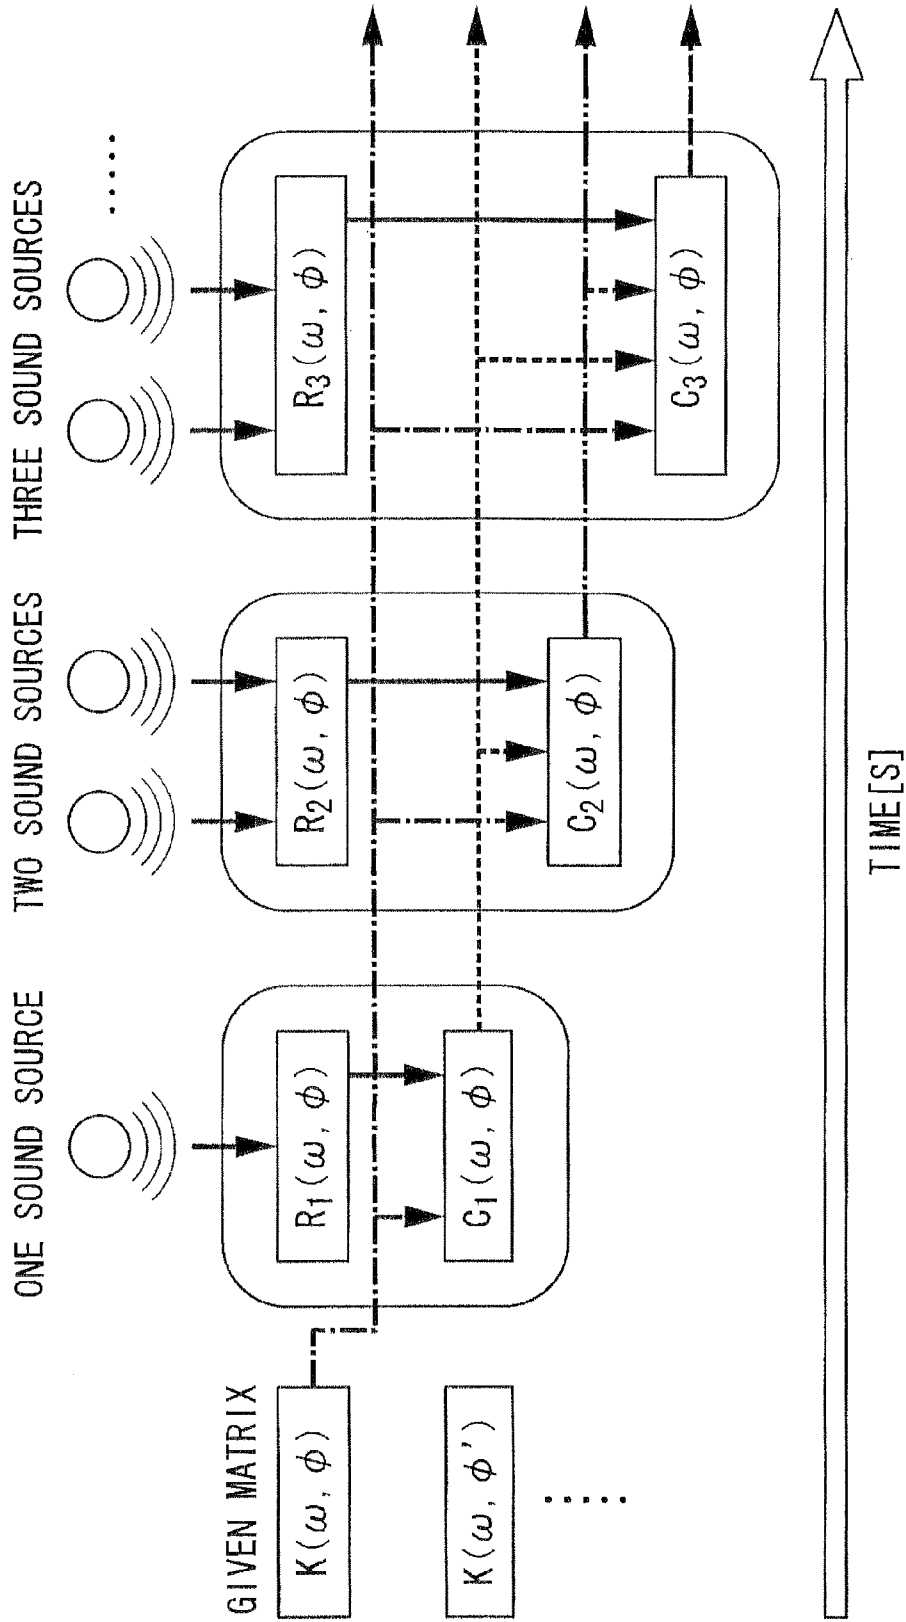 ONE SOUND SOURCE
TWO SOUND SOURCES
THREE SOUND SOURCES
·····
GIVEN MATRIX
K(ω, ϕ)
R₁(ω, ϕ)
R₂(ω, ϕ)
R₃(ω, ϕ)
K(ω, ϕ')
C₁(ω, ϕ)
C₂(ω, ϕ)
C₃(ω, ϕ)
·····
TIME[S]